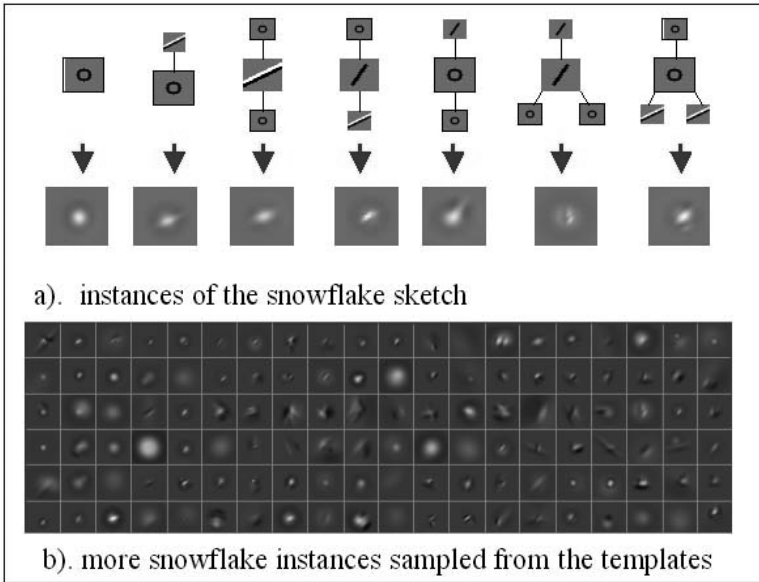 a). instances of the snowflake sketch
b). more snowflake instances sampled from the templates